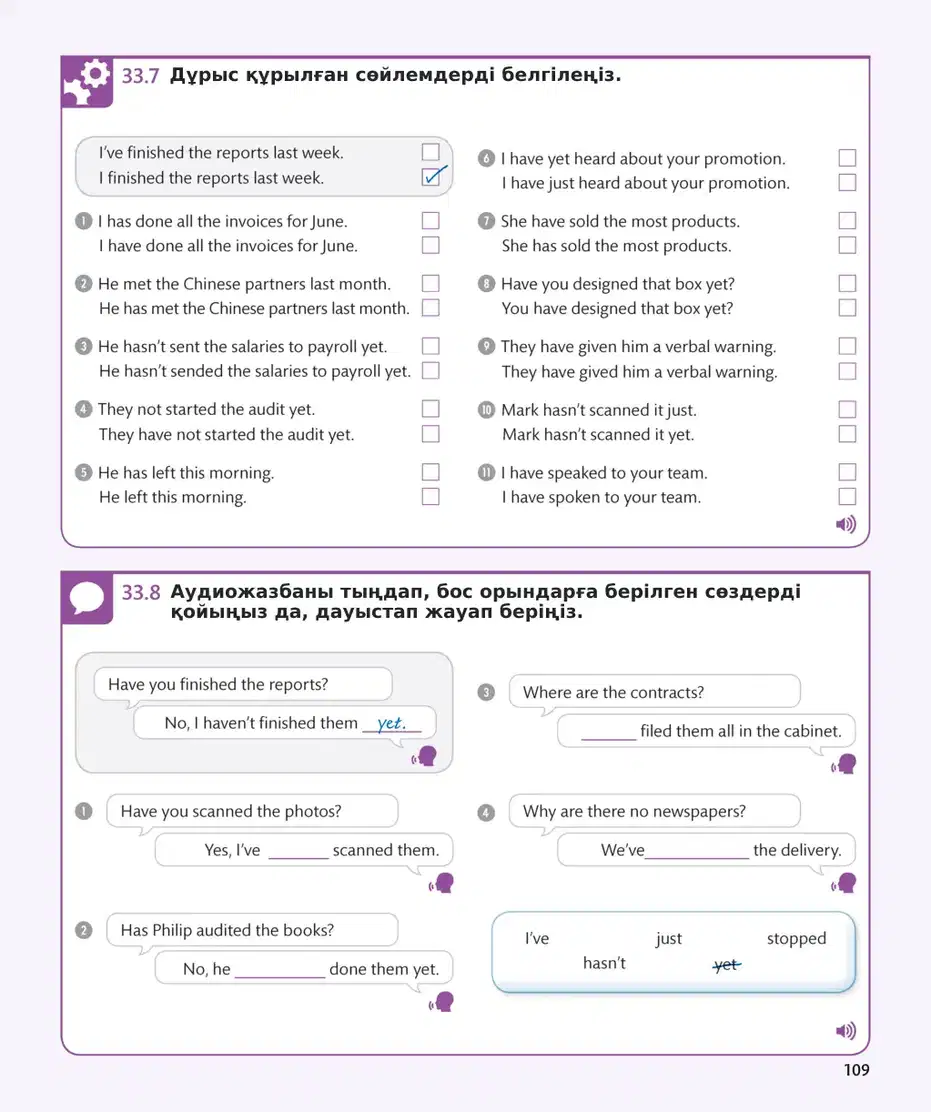 33.7 Дұрыс құрылған сөйлемдерді белгілеңіз.
I've finished the reports last week.
I finished the reports last week.
1 I has done all the invoices for June.
I have done all the invoices for June.
2 He met the Chinese partners last month.
He has met the Chinese partners last month.
3 He hasn't sent the salaries to payroll yet.
He hasn't sended the salaries to payroll yet.
4 They not started the audit yet.
They have not started the audit yet.
5 He has left this morning.
He left this morning.
6 I have yet heard about your promotion.
I have just heard about your promotion.
7 She have sold the most products.
She has sold the most products.
8 Have you designed that box yet?
You have designed that box yet?
9 They have given him a verbal warning.
They have gived him a verbal warning.
10 Mark hasn't scanned it just.
Mark hasn't scanned it yet.
11 I have speaked to your team.
I have spoken to your team.
33.8 Аудиожазбаны тыңдап, бос орындарға берілген сөздерді
қойыңыз да, дауыстап жауап беріңіз.
Have you finished the reports?
No, I haven't finished them yet.
1 Have you scanned the photos?
Yes, I've ______ scanned them.
2 Has Philip audited the books?
No, he ______ done them yet.
3 Where are the contracts?
______ filed them all in the cabinet.
4 Why are there no newspapers?
We've ______ the delivery.
I've just stopped
hasn't yet
109